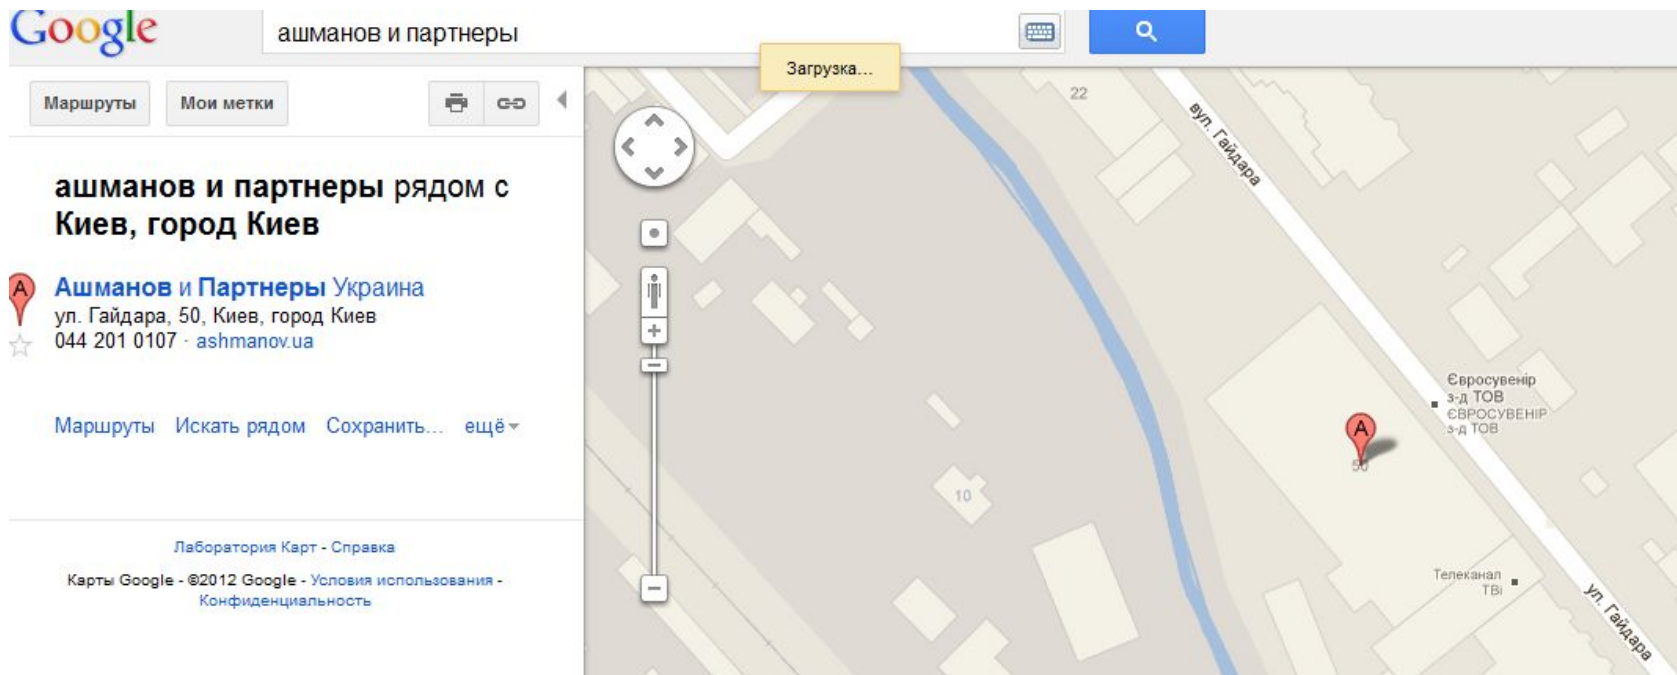 Google
ашманов и партнеры
Загрузка...
Маршруты
Мои метки
ашманов и партнеры рядом с
Киев, город Киев
A
Ашманов и Партнеры Украина
ул. Гайдара, 50, Киев, город Киев
044 201 0107 · ashmanov.ua
Маршруты Искать рядом Сохранить... ещё
Лаборатория Карт - Справка
Карты Google - ©2012 Google - Условия использования -
Конфиденциальность
22
вул. Гайдара
Євросувенір
з-д ТОВ
ЄВРОСУВЕНІР
з-д ТОВ
A
50
10
Телеканал
ТВі
ул. Гайдара